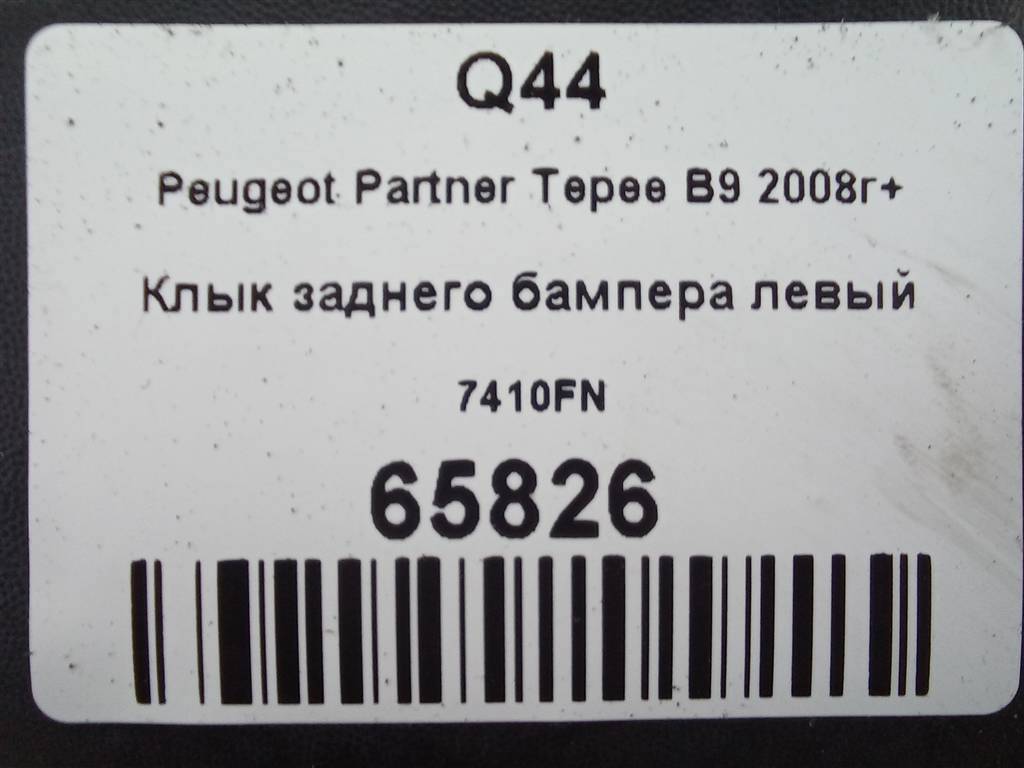 Q44
Peugeot Partner Tepee B9 2008г+
Клык заднего бампера левый
7410FN
65826